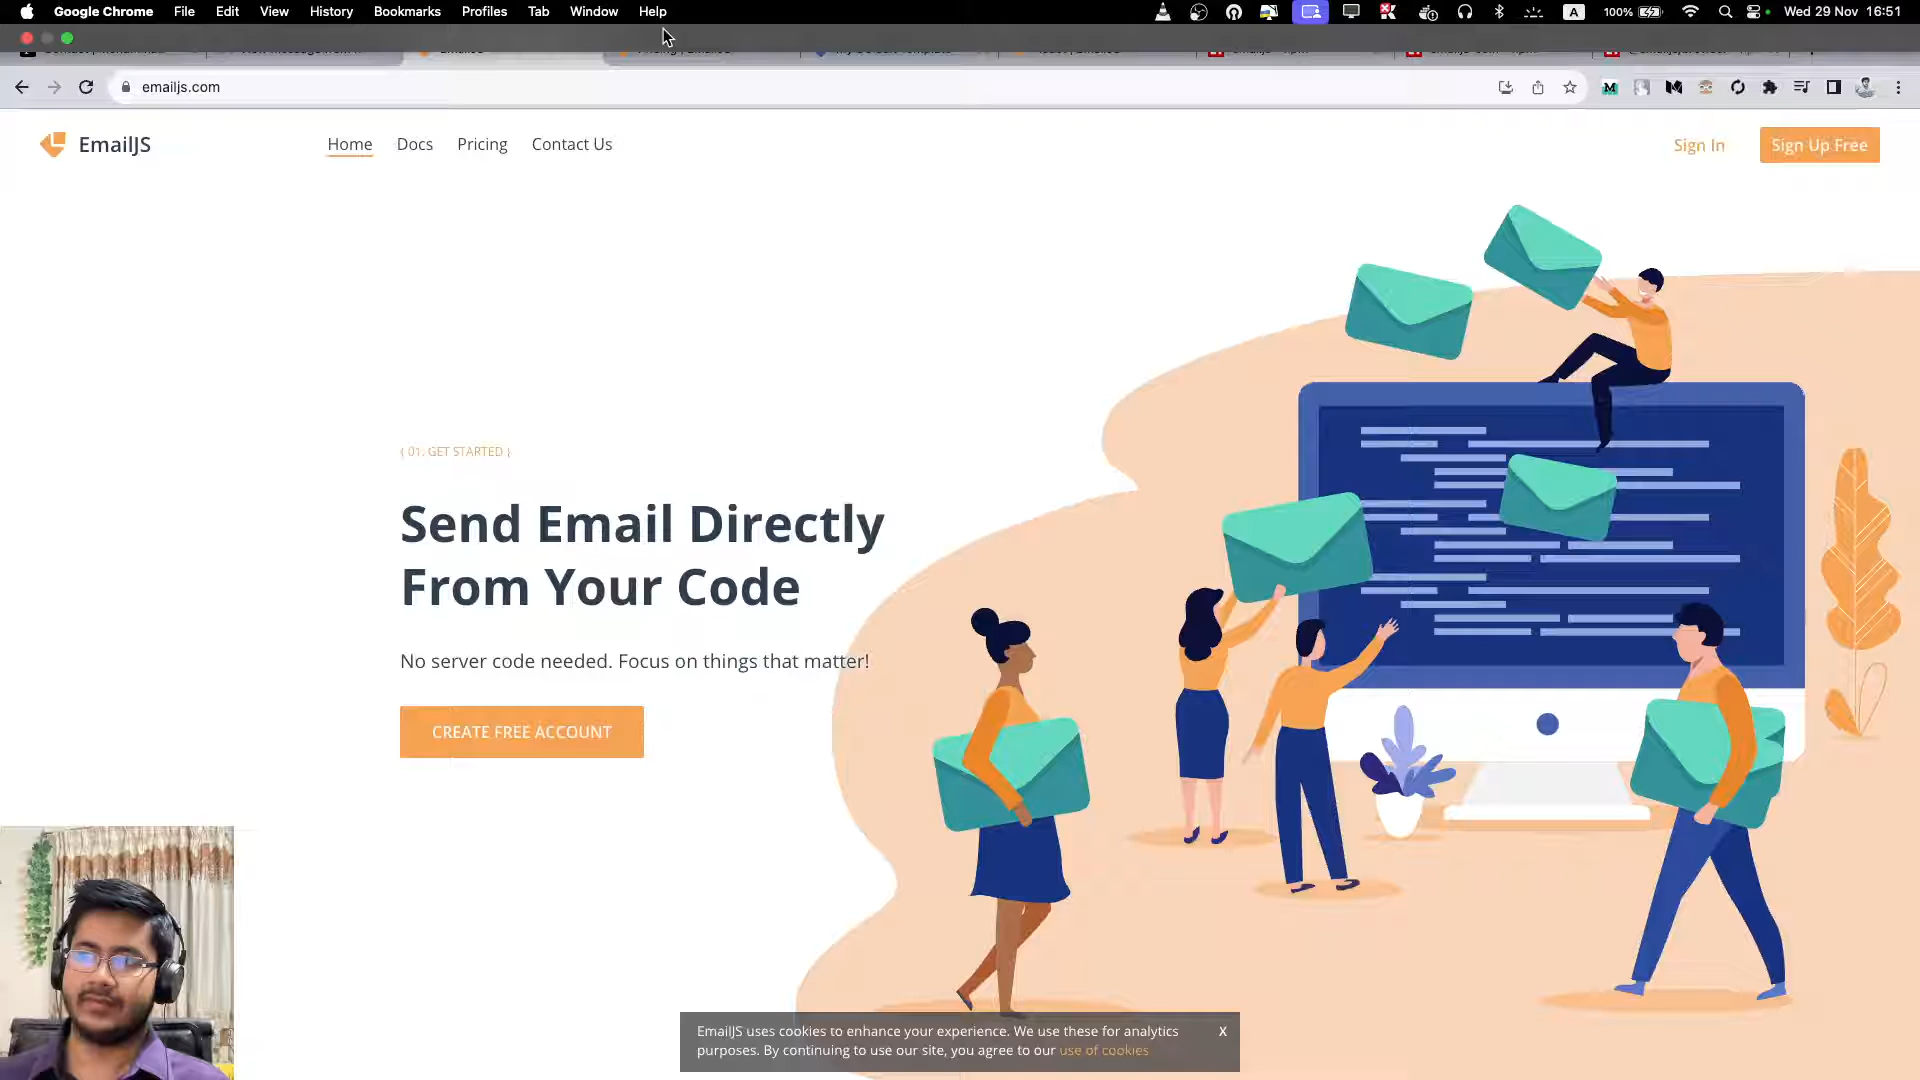 Google Chrome File Edit View History Bookmarks Profiles Tab Window Help
A 100% Wed 29 Nov 16:51
emailjs.com
EmailJS
Home Docs Pricing Contact Us
Sign In Sign Up Free
{ 01. GET STARTED }
Send Email Directly
From Your Code
No server code needed. Focus on things that matter!
CREATE FREE ACCOUNT
EmailJS uses cookies to enhance your experience. We use these for analytics X
purposes. By continuing to use our site, you agree to our use of cookies